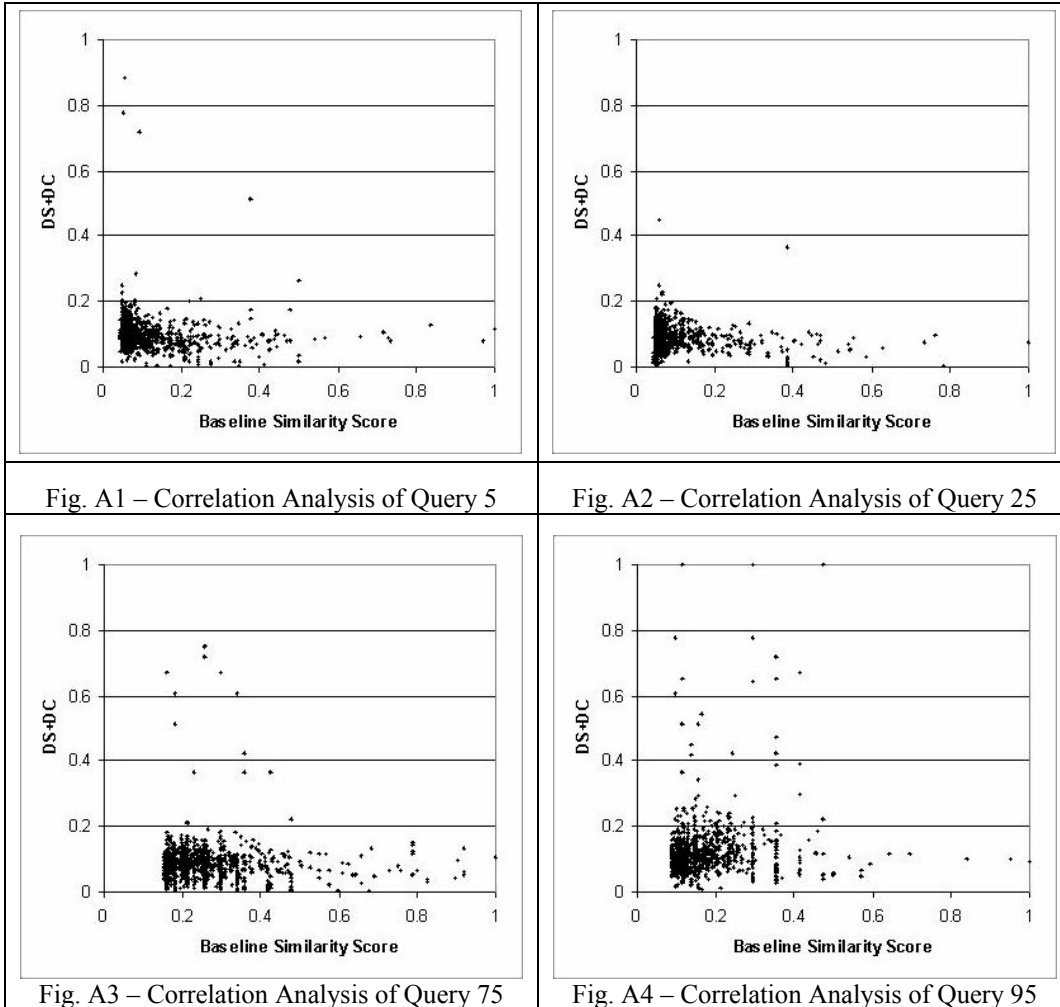 1
0.8
0.6
0.4
0.2
0
DS+DC
0 0.2 0.4 0.6 0.8 1
Baseline Similarity Score
Fig. A1 – Correlation Analysis of Query 5
1
0.8
0.6
0.4
0.2
0
DS+DC
0 0.2 0.4 0.6 0.8 1
Baseline Similarity Score
Fig. A2 – Correlation Analysis of Query 25
1
0.8
0.6
0.4
0.2
0
DS+DC
0 0.2 0.4 0.6 0.8 1
Baseline Similarity Score
Fig. A3 – Correlation Analysis of Query 75
1
0.8
0.6
0.4
0.2
0
DS+DC
0 0.2 0.4 0.6 0.8 1
Baseline Similarity Score
Fig. A4 – Correlation Analysis of Query 95